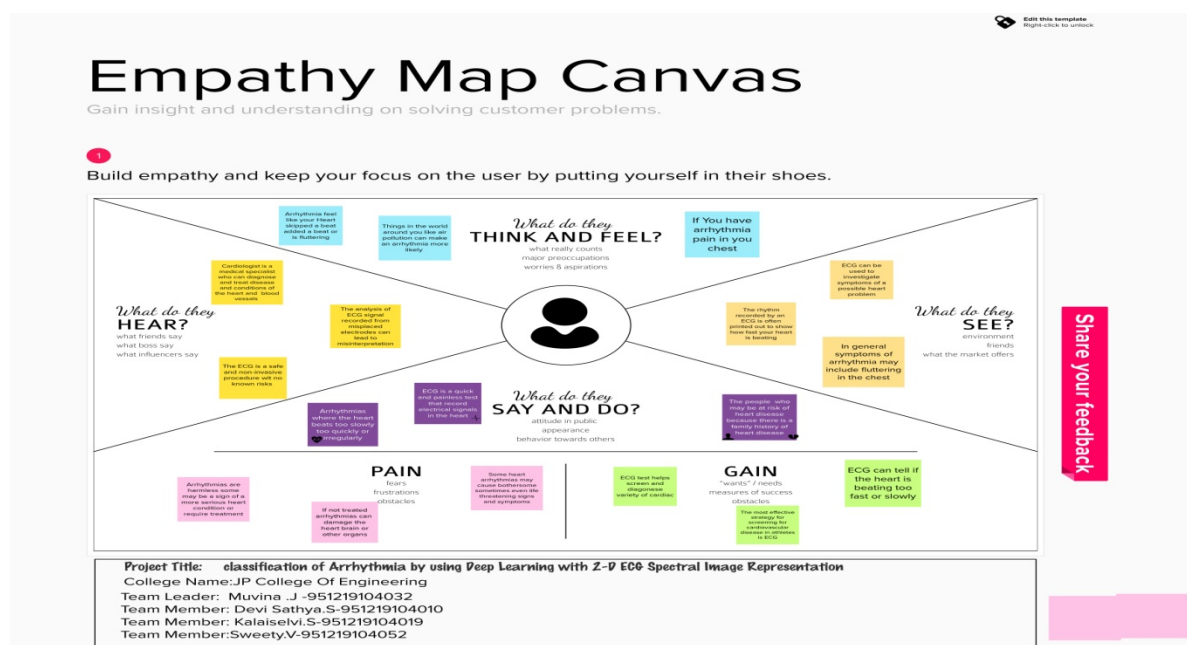 Edit this template
Right-click to unlock
Empathy Map Canvas
Gain insight and understanding on solving customer problems.
1
Build empathy and keep your focus on the user by putting yourself in their shoes.
What do they
THINK AND FEEL?
what really counts
major preoccupations
worries & aspirations
Arrhythmia feel
like your Heart
skipped a beat
added a beat or
is fluttering
Things in the world
around you like air
pollution can make
an arrhythmia more
likely
If You have
arrhythmia
pain in you
chest
What do they
HEAR?
what friends say
what boss say
what influencers say
Cardiologist is a
medical specialist
who can diagnose
and treat disease
and conditions of
the heart and blood
vessels
The analysis of
ECG signal
recorded from
misplaced
electrodes can
lead to
misinterpretation
The ECG is a safe
and non-invasive
procedure wit no
known risks
What do they
SEE?
environment
friends
what the market offers
ECG can be
used to
investigate
symptoms of a
possible heart
problem
The rhythm
recorded by an
ECG is often
printed out to show
how fast your heart
is beating
In general
symptoms of
arrhythmia may
include fluttering
in the chest
What do they
SAY AND DO?
attitude in public
appearance
behavior towards others
ECG is a quick
and painless test
that record
electrical signals
in the heart
Arrhythmias
where the heart
beats too slowly
too quickly or
irregularly
The people who
may be at risk of
heart disease
because there is a
family history of
heart disease
PAIN
fears
frustrations
obstacles
Arrhythmias are
harmless some
may be a sign of a
more serious heart
condition or
require treatment
If not treated
arrhythmias can
damage the
heart brain or
other organs
Some heart
arrhythmias may
cause bothersome
sometimes even life
threatening signs
and symptoms
GAIN
"wants" / needs
measures of success
obstacles
ECG test helps
screen and
diagonese
variety of cardiac
The most effective
strategy for
screening for
cardiovascular
disease in athletes
is ECG
ECG can tell if
the heart is
beating too
fast or slowly
Share your feedback
Project Title: classification of Arrhythmia by using Deep Learning with 2-D ECG Spectral Image Representation
College Name:JP College Of Engineering
Team Leader: Muvina .J -951219104032
Team Member: Devi Sathya.S-951219104010
Team Member: Kalaiselvi.S-951219104019
Team Member:Sweety.V-951219104052